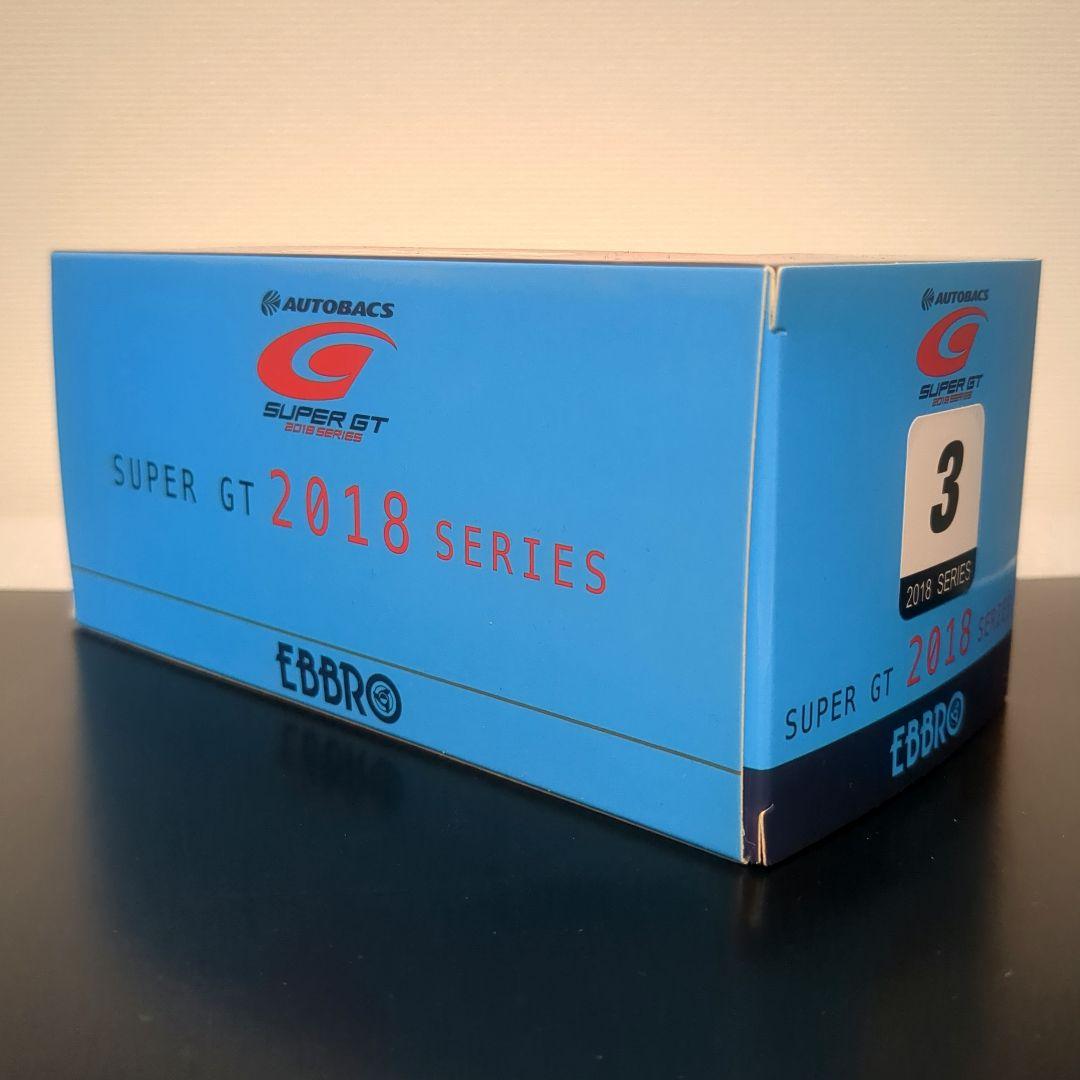 AUTOBACS
SUPER GT
2018 SERIES
SUPER GT 2018 SERIES
EBBRO
AUTOBACS
SUPER GT
2018 SERIES
3
2018 SERIES
SUPER GT 2018 SERIES
EBBRO